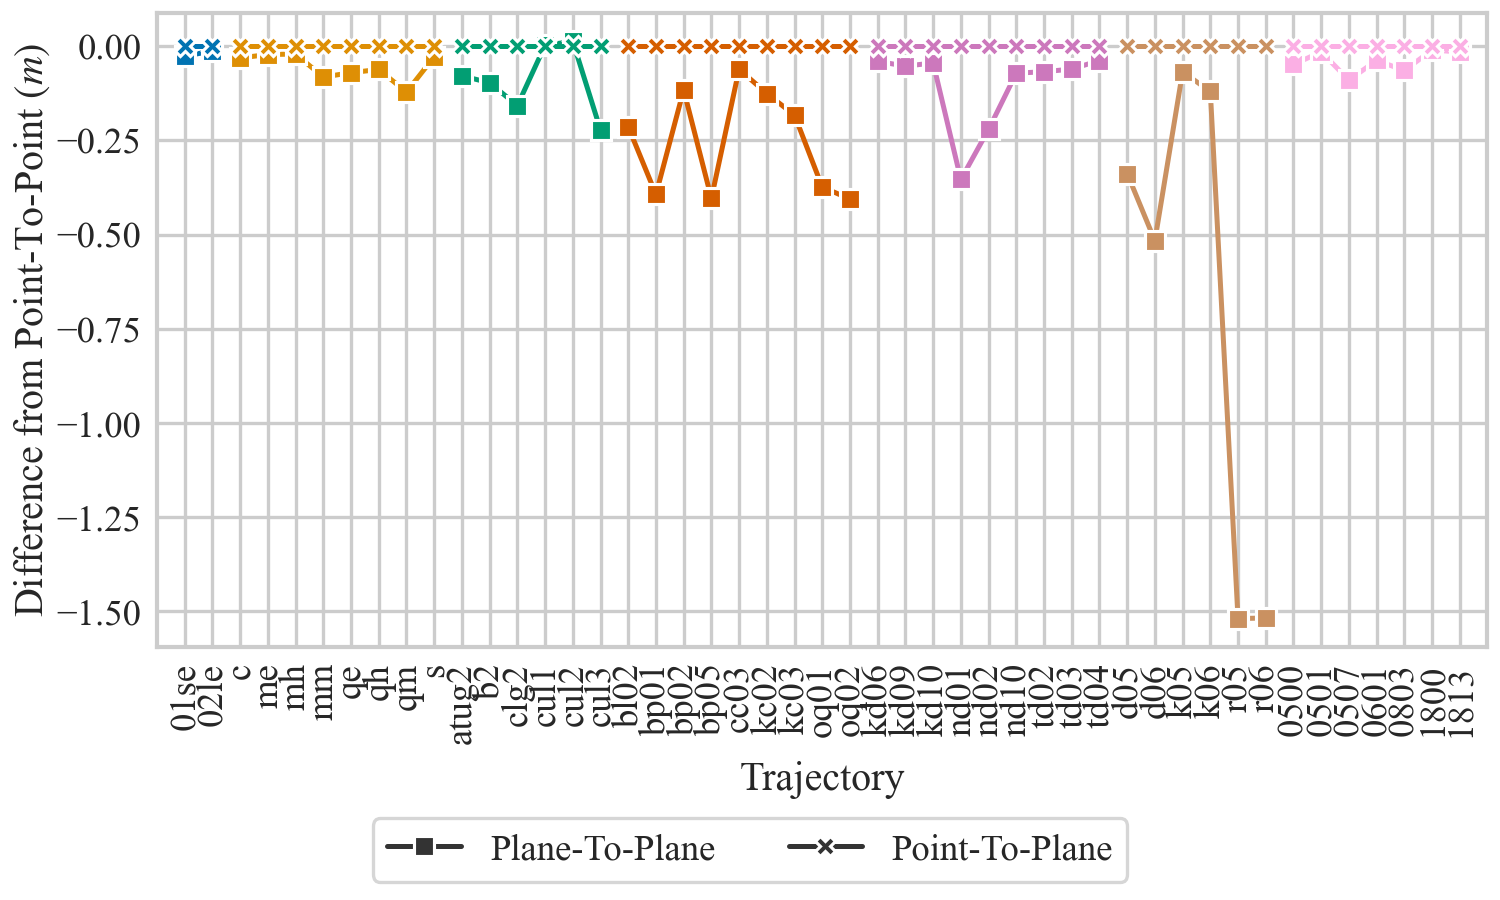 Difference from Point-To-Point (m)
0.00
−0.25
−0.50
−0.75
−1.00
−1.25
−1.50
01se
02le
c
me
mh
mm
qe
qh
qm
s
atug2
b2
clg2
cul1
cul2
cul3
bl02
bp01
bp02
bp05
cc03
kc02
kc03
oq01
oq02
kd06
kd09
kd10
nd01
nd02
nd10
td02
td03
td04
d05
d06
k05
k06
r05
r06
0500
0501
0507
0601
0803
1800
1813
Trajectory
Plane-To-Plane
Point-To-Plane